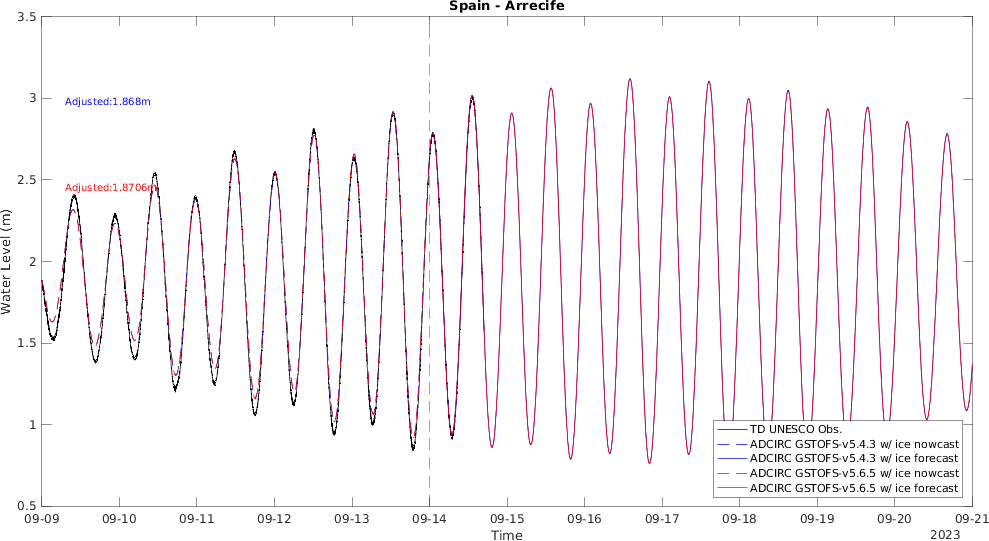 Spain - Arrecife
3.5
3
2.5
2
1.5
1
0.5
Water Level (m)
Adjusted:1.868m
Adjusted:1.8706m
TD UNESCO Obs.
ADCIRC GSTOFS-v5.4.3 w/ ice nowcast
ADCIRC GSTOFS-v5.4.3 w/ ice forecast
ADCIRC GSTOFS-v5.6.5 w/ ice nowcast
ADCIRC GSTOFS-v5.6.5 w/ ice forecast
09-09 09-10 09-11 09-12 09-13 09-14 09-15 09-16 09-17 09-18 09-19 09-20 09-21
Time
2023